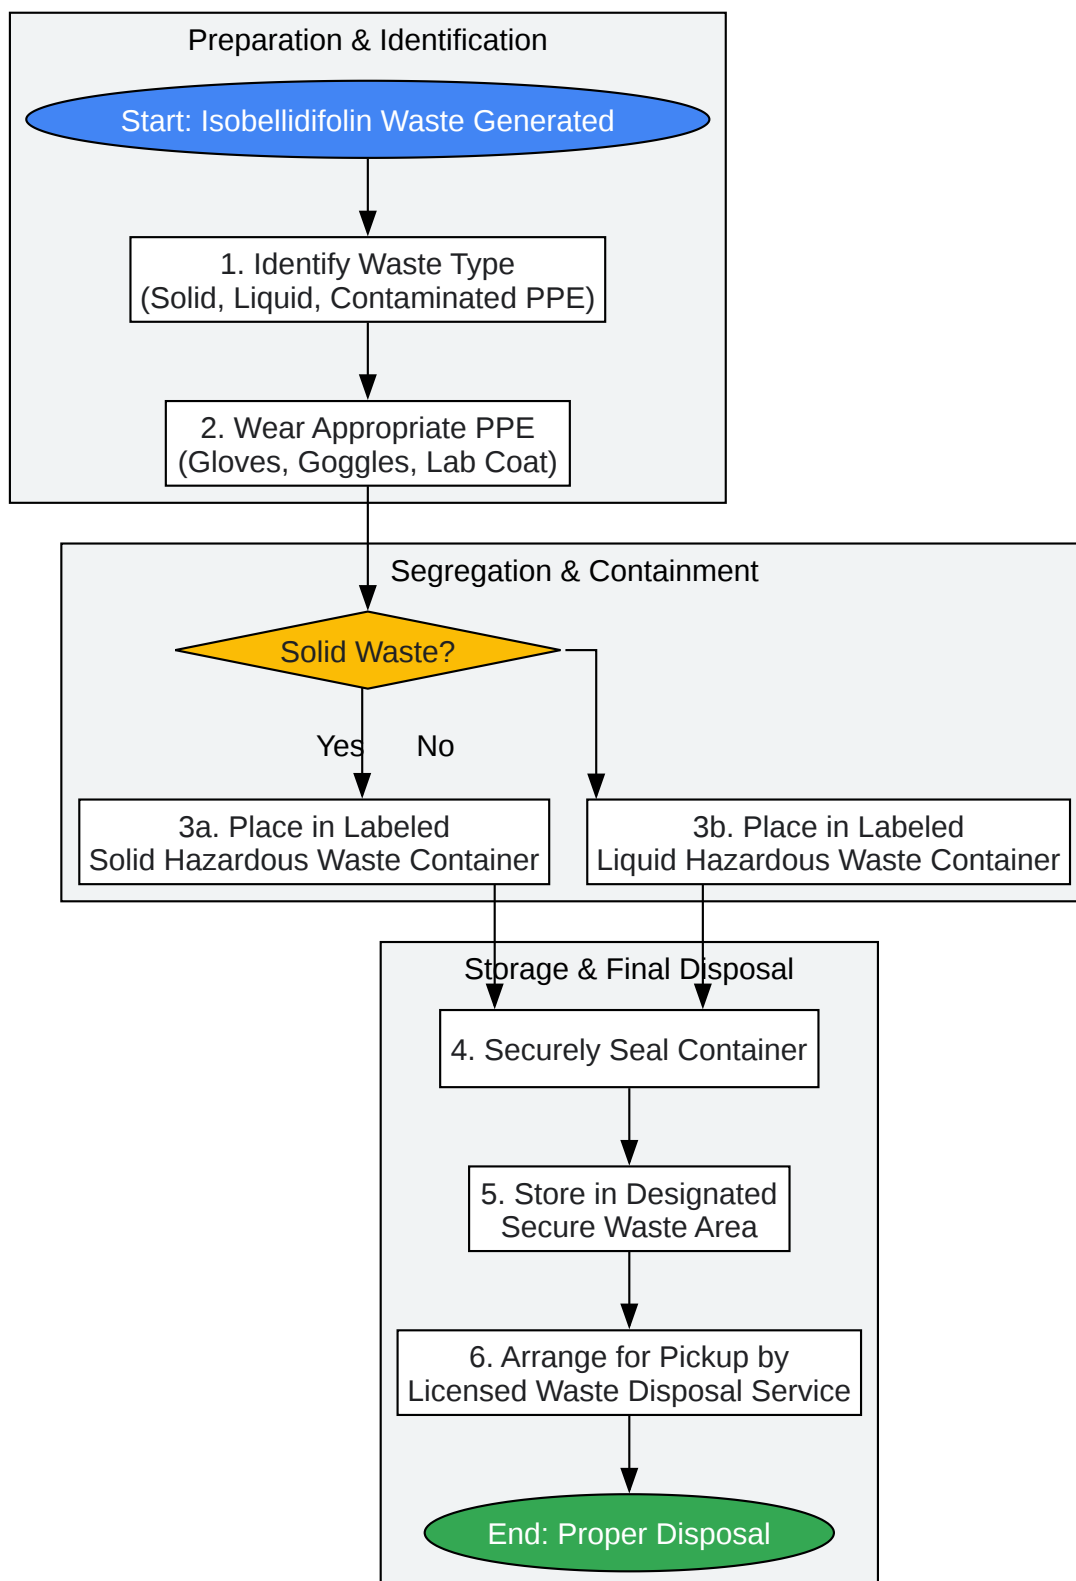 Preparation & Identification
Start: Isobellidifolin Waste Generated
1. Identify Waste Type
(Solid, Liquid, Contaminated PPE)
2. Wear Appropriate PPE
(Gloves, Goggles, Lab Coat)
Segregation & Containment
Solid Waste?
Yes
No
3a. Place in Labeled
Solid Hazardous Waste Container
3b. Place in Labeled
Liquid Hazardous Waste Container
Storage & Final Disposal
4. Securely Seal Container
5. Store in Designated
Secure Waste Area
6. Arrange for Pickup by
Licensed Waste Disposal Service
End: Proper Disposal